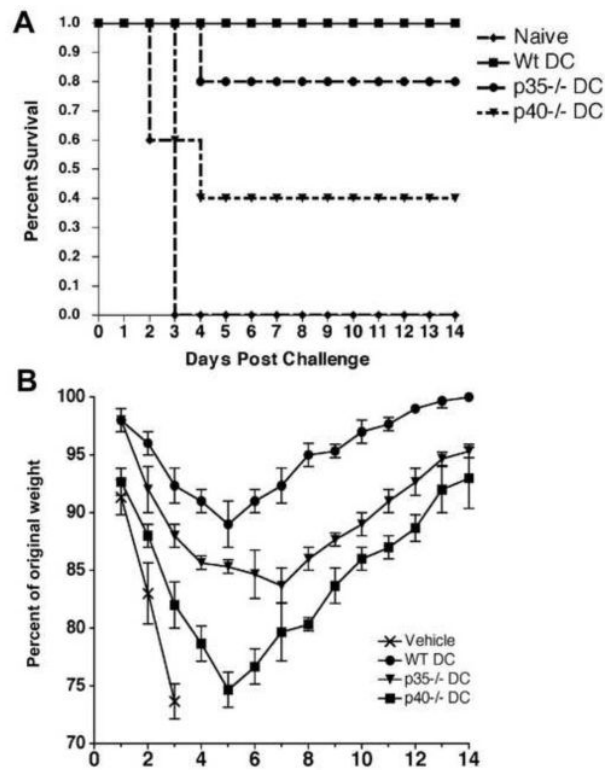 A
1.0
0.9
0.8
0.7
0.6
0.5
0.4
0.3
0.2
0.1
0.0
Percent Survival
0 1 2 3 4 5 6 7 8 9 10 11 12 13 14
Days Post Challenge
Naive
Wt DC
p35-/- DC
p40-/- DC
B
100
95
90
85
80
75
70
Percent of original weight
Vehicle
WT DC
p35-/- DC
p40-/- DC
0 2 4 6 8 10 12 14